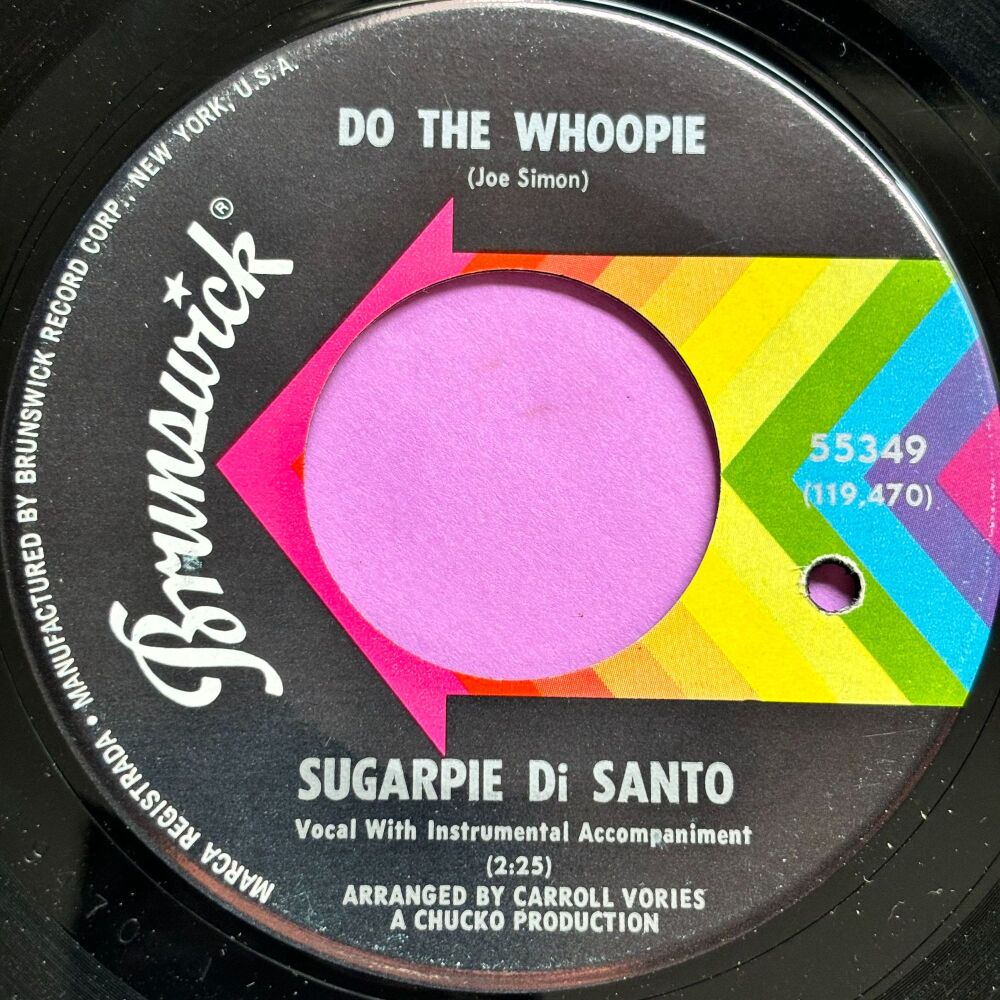 DO THE WHOOPIE
(Joe Simon)
Brunswick®
MARCA REGISTRADA • MANUFACTURED BY BRUNSWICK RECORD CORP., NEW YORK, U.S.A.
55349
(119,470)
SUGARPIE Di SANTO
Vocal With Instrumental Accompaniment
(2:25)
ARRANGED BY CARROLL VORIES
A CHUCKO PRODUCTION